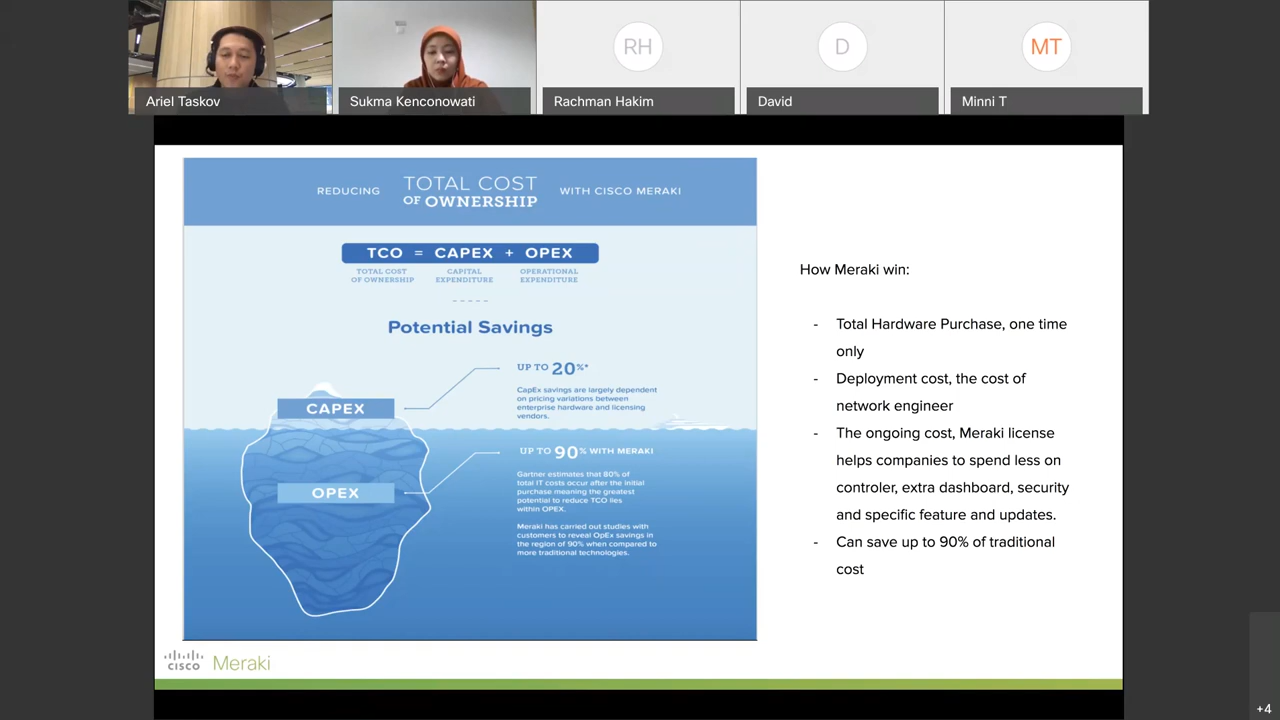 RH
D
MT
Ariel Taskov
Sukma Kenconowati
Rachman Hakim
David
Minni T
REDUCING TOTAL COST OF OWNERSHIP WITH CISCO MERAKI
TCO = CAPEX + OPEX
TOTAL COST OF OWNERSHIP
CAPITAL EXPENDITURE
OPERATIONAL EXPENDITURE
Potential Savings
UP TO 20%*
CapEx savings are largely dependent
on pricing variations between
enterprise hardware and licensing
vendors.
CAPEX
UP TO 90% WITH MERAKI
Gartner estimates that 80% of
total IT costs occur after the initial
purchase meaning the greatest
potential to reduce TCO lies
within OPEX.
OPEX
Meraki has carried out studies with
customers to reveal OpEx savings in
the region of 90% when compared to
more traditional technologies.
How Meraki win:
- Total Hardware Purchase, one time
only
- Deployment cost, the cost of
network engineer
- The ongoing cost, Meraki license
helps companies to spend less on
controler, extra dashboard, security
and specific feature and updates.
- Can save up to 90% of traditional
cost
CISCO Meraki
+4